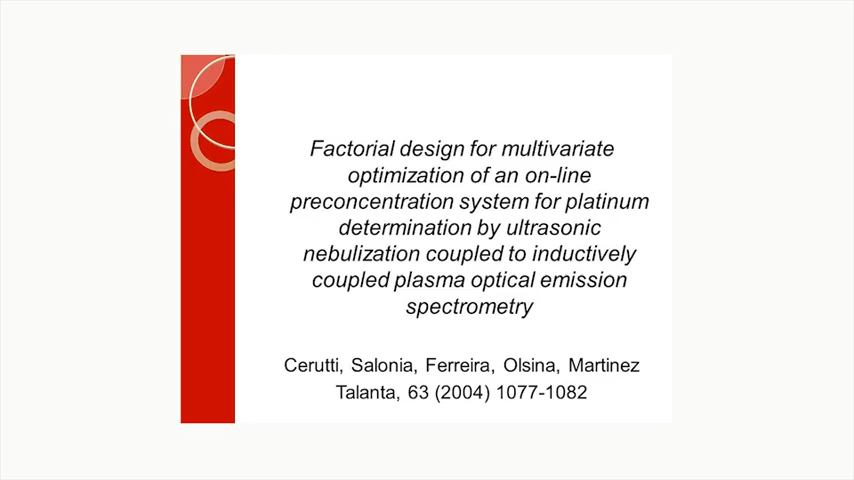 Factorial design for multivariate
optimization of an on-line
preconcentration system for platinum
determination by ultrasonic
nebulization coupled to inductively
coupled plasma optical emission
spectrometry
Cerutti, Salonia, Ferreira, Olsina, Martinez
Talanta, 63 (2004) 1077-1082